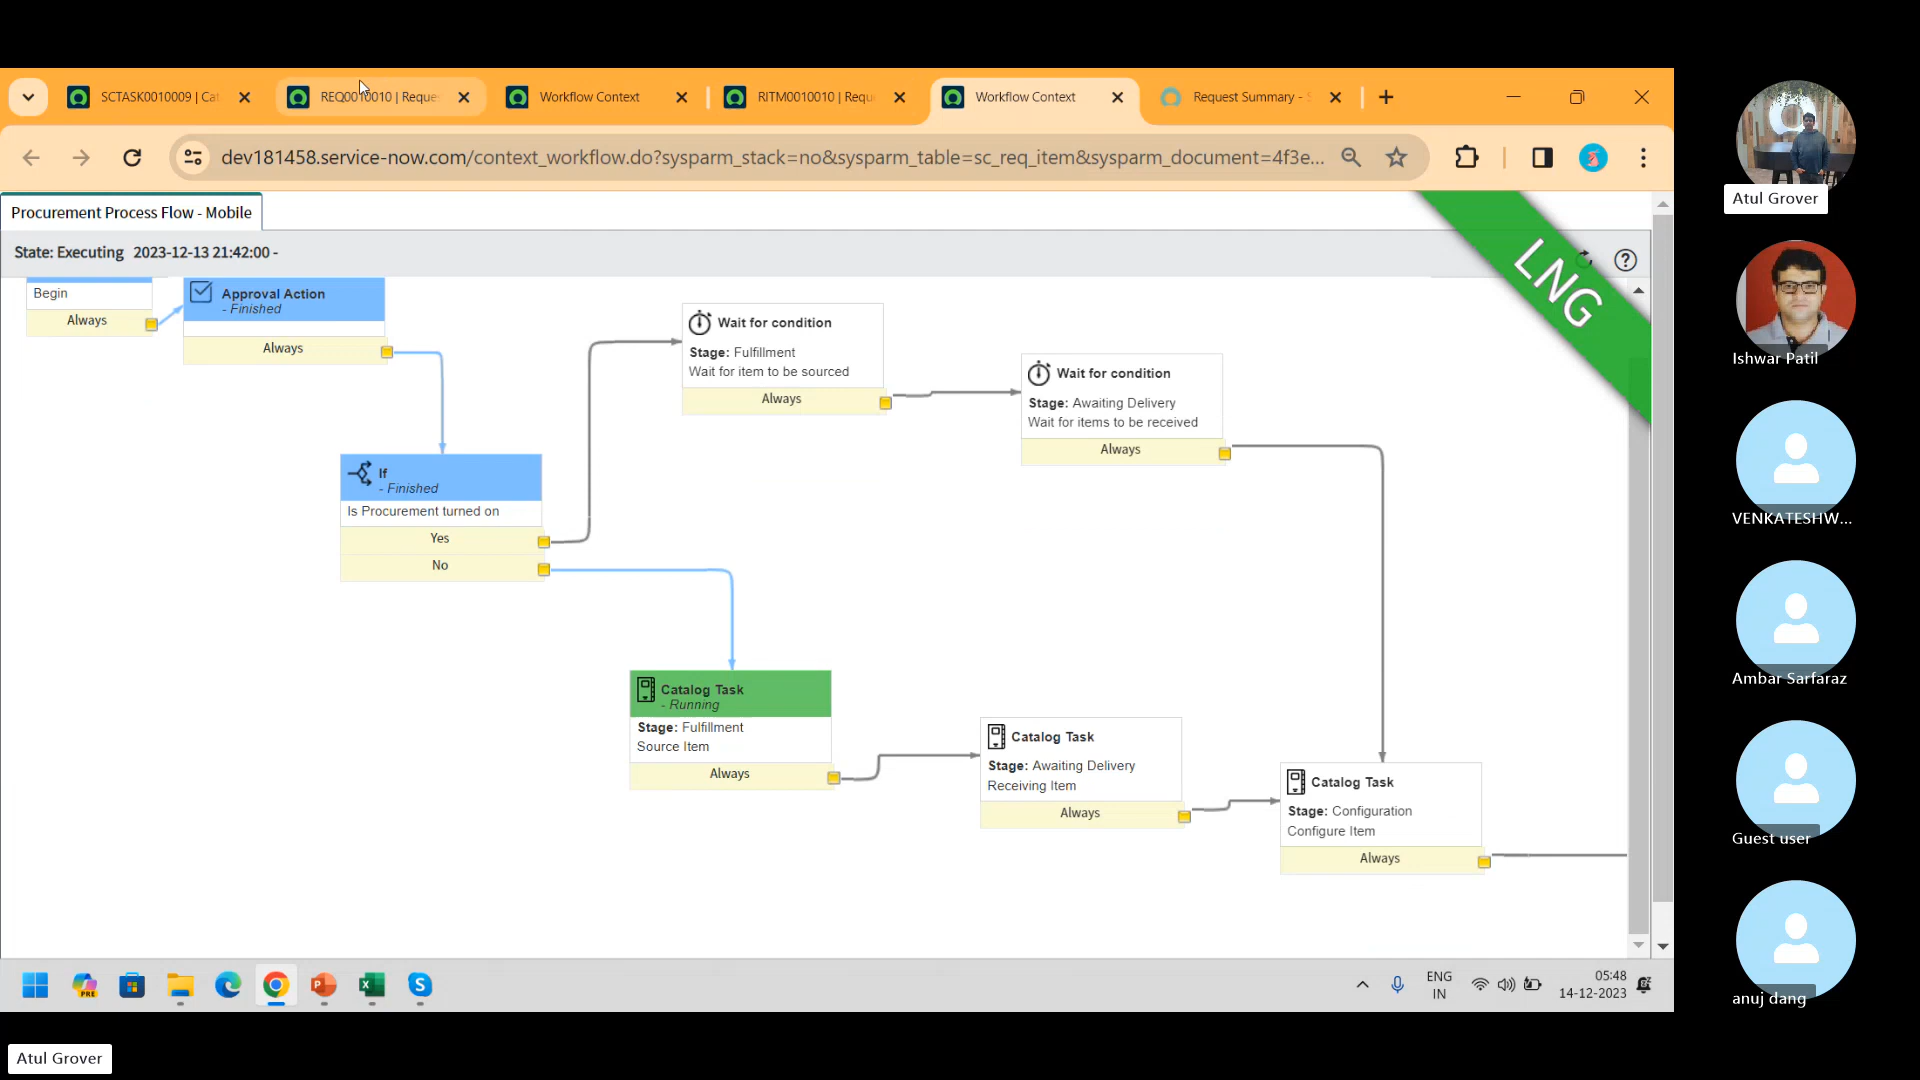 SCTASK0010009 | Cat
REQ0010010 | Reque
Workflow Context
RITM0010010 | Requ
Workflow Context
Request Summary - S
dev181458.service-now.com/context_workflow.do?sysparm_stack=no&sysparm_table=sc_req_item&sysparm_document=4f3e...
Procurement Process Flow - Mobile
State: Executing 2023-12-13 21:42:00 -
LNG
Begin
Always
Approval Action
- Finished
Always
Wait for condition
Stage: Fulfillment
Wait for item to be sourced
Always
Wait for condition
Stage: Awaiting Delivery
Wait for items to be received
Always
If
- Finished
Is Procurement turned on
Yes
No
Catalog Task
- Running
Stage: Fulfillment
Source Item
Always
Catalog Task
Stage: Awaiting Delivery
Receiving Item
Always
Catalog Task
Stage: Configuration
Configure Item
Always
PRE
ENG
IN
05:48
14-12-2023
Atul Grover
Ishwar Patil
VENKATESHW...
Ambar Sarfaraz
Guest user
anuj dang
Atul Grover